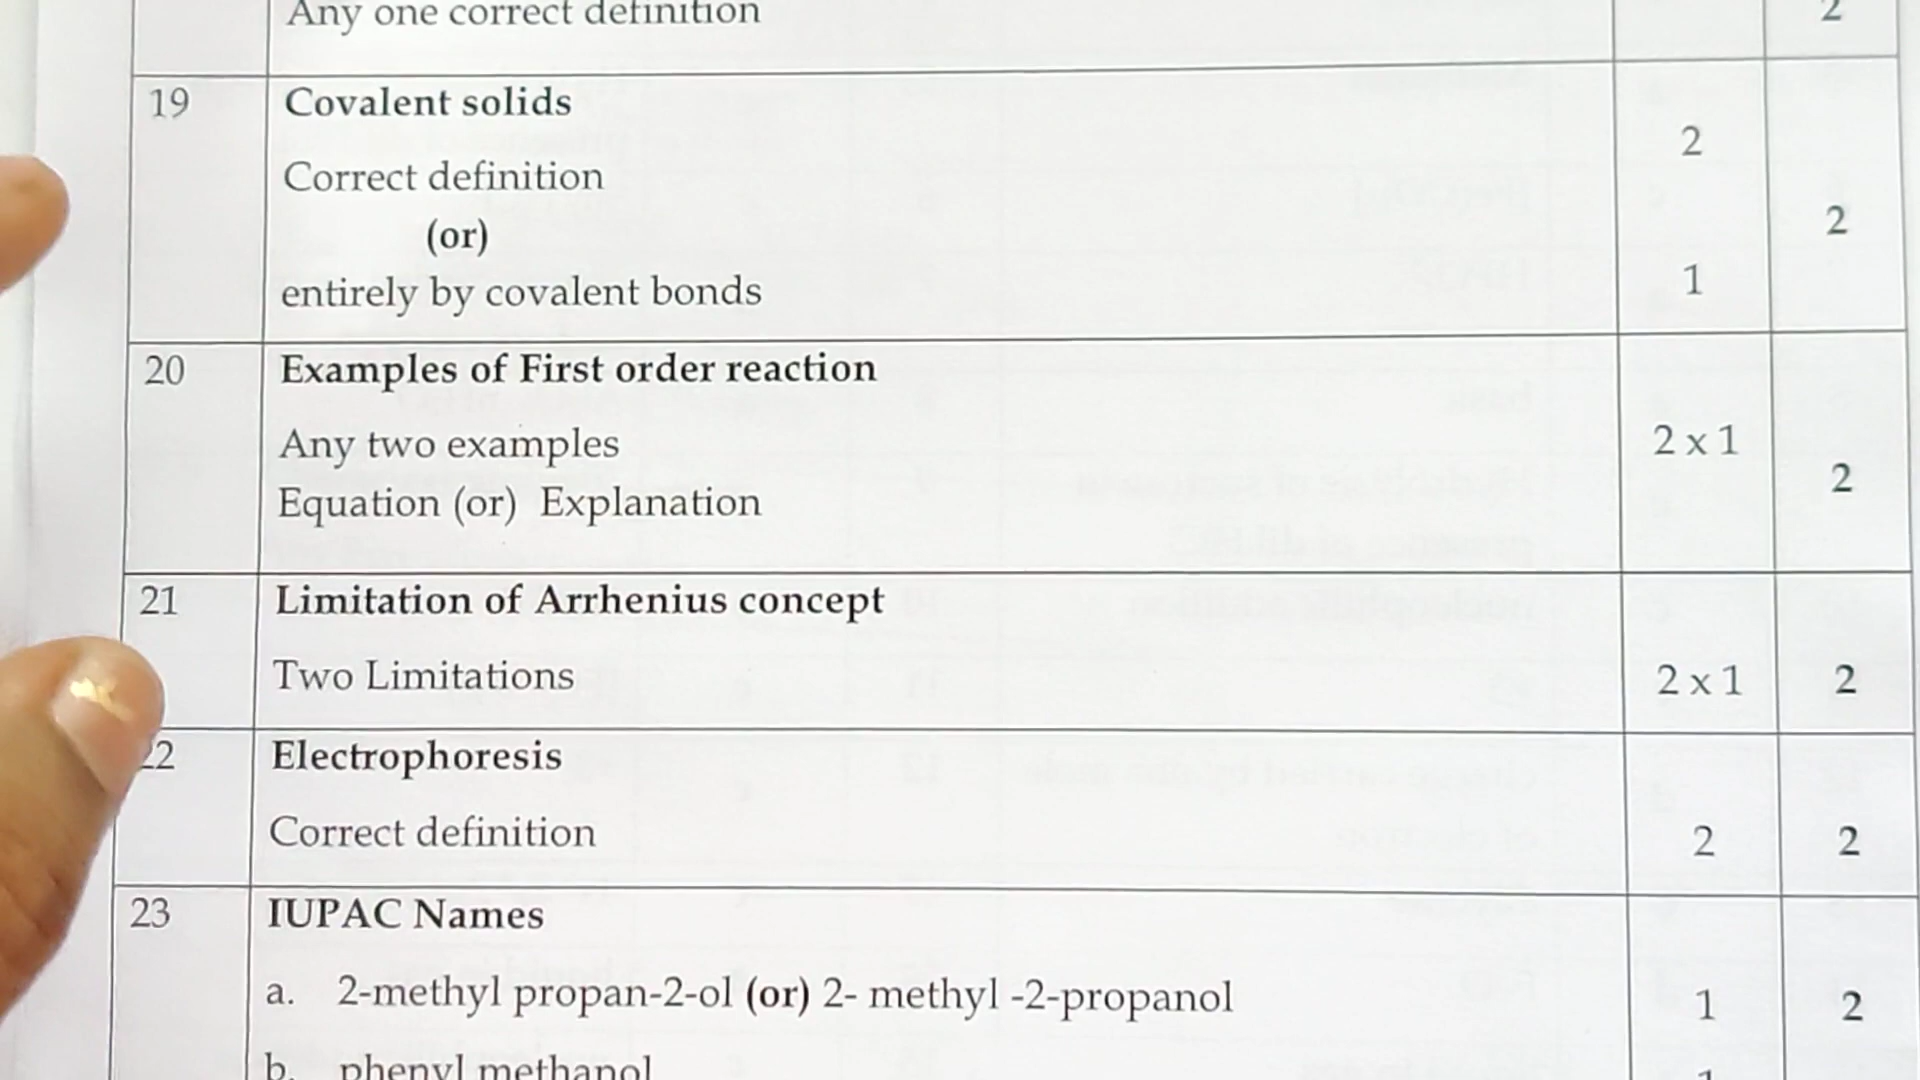 Any one correct definition
2
19
Covalent solids
2
Correct definition
2
(or)
1
entirely by covalent bonds
20
Examples of First order reaction
Any two examples
2 x 1
2
Equation (or) Explanation
21
Limitation of Arrhenius concept
Two Limitations
2 x 1
2
22
Electrophoresis
Correct definition
2
2
23
IUPAC Names
a. 2-methyl propan-2-ol (or) 2- methyl -2-propanol
1
2
b. phenyl methanol
1